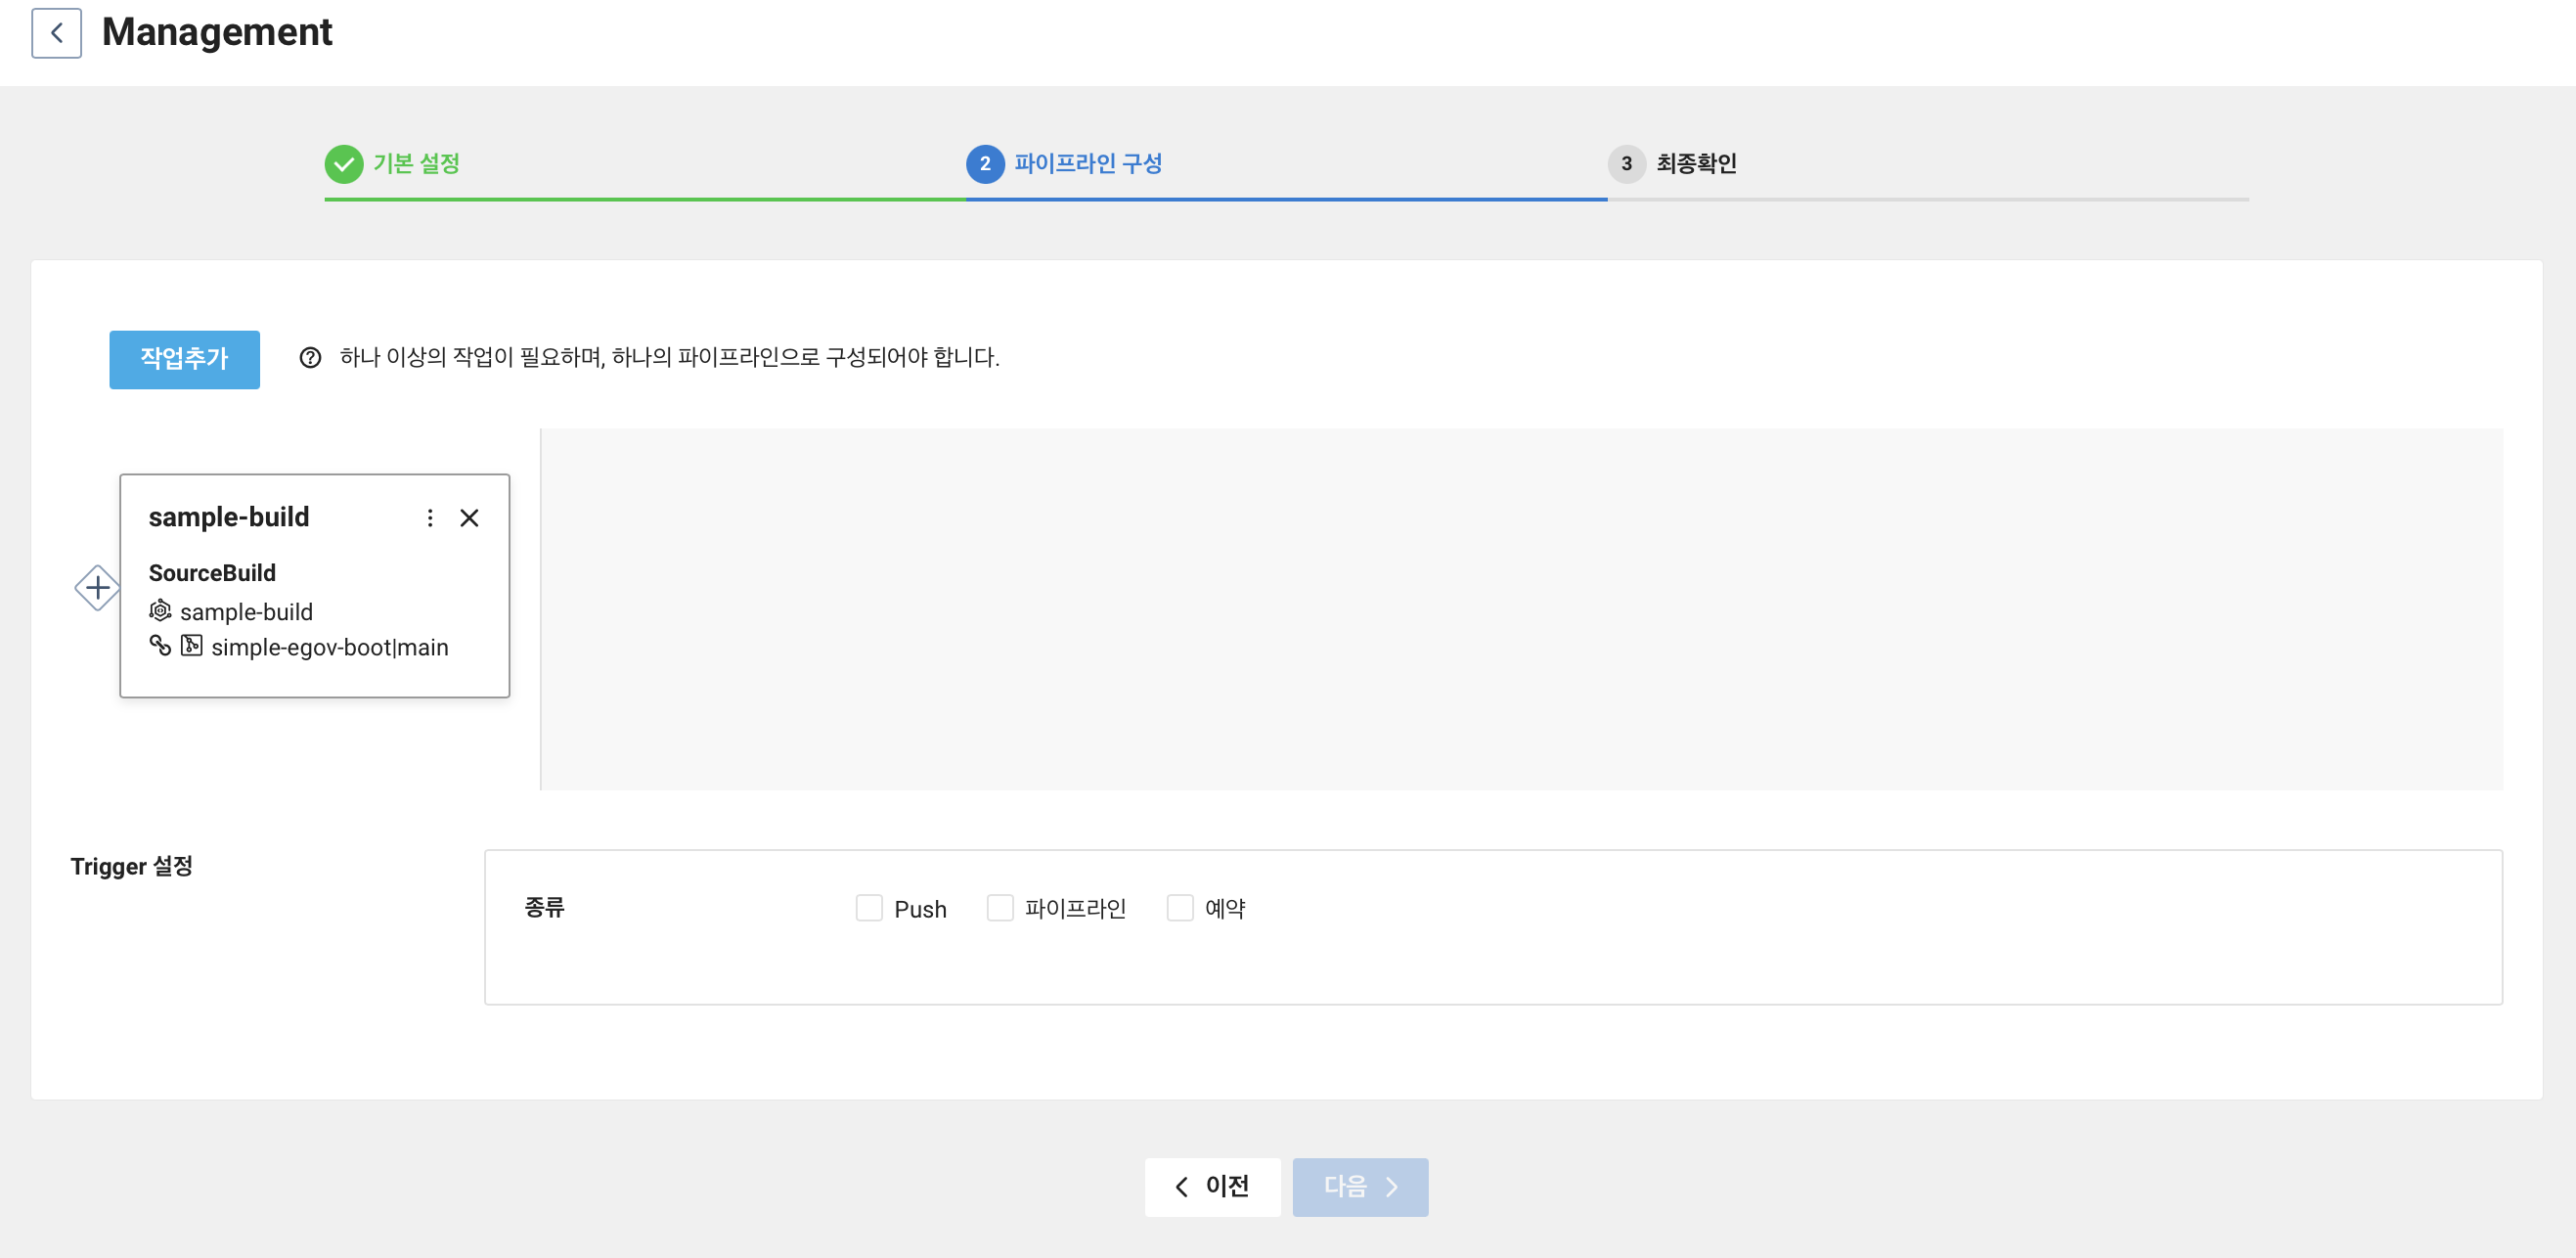 Management
기본 설정
2 파이프라인 구성
3 최종확인
작업추가
하나 이상의 작업이 필요하며, 하나의 파이프라인으로 구성되어야 합니다.
sample-build
SourceBuild
sample-build
simple-egov-boot|main
Trigger 설정
종류 Push 파이프라인 예약
이전 다음